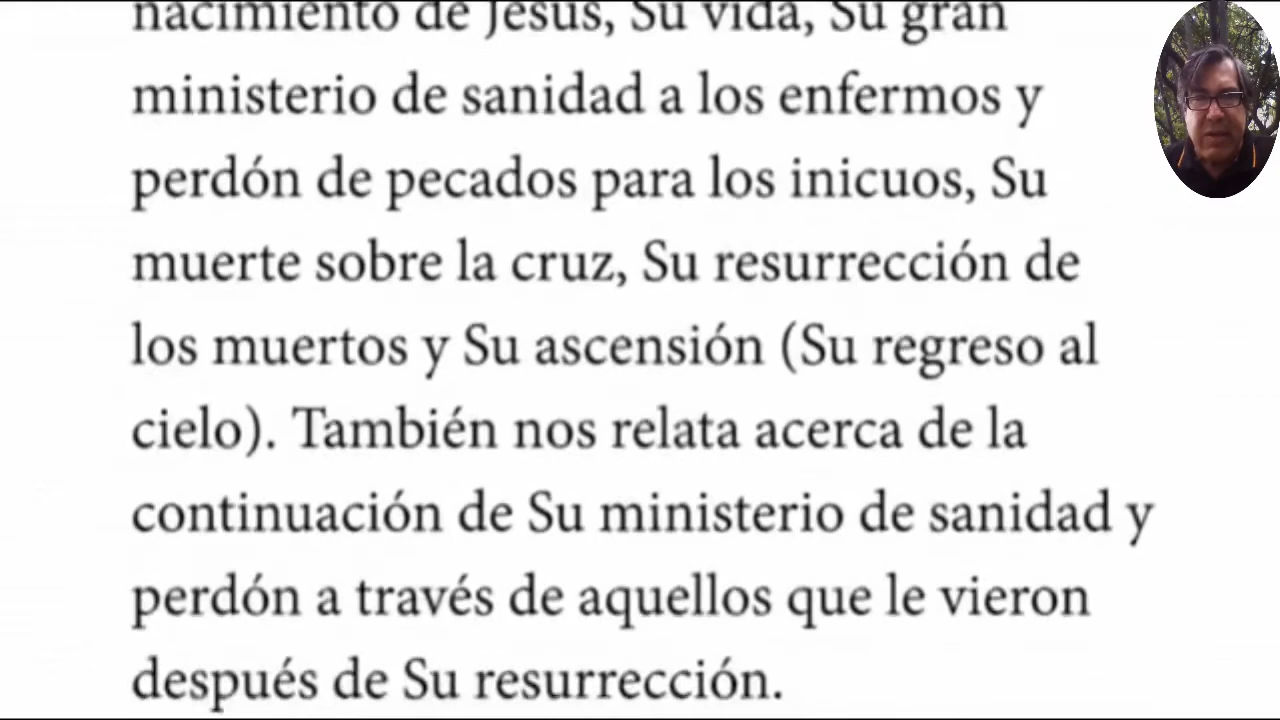 nacimiento de Jesús, Su vida, Su gran
ministerio de sanidad a los enfermos y
perdón de pecados para los inicuos, Su
muerte sobre la cruz, Su resurrección de
los muertos y Su ascensión (Su regreso al
cielo). También nos relata acerca de la
continuación de Su ministerio de sanidad y
perdón a través de aquellos que le vieron
después de Su resurrección.